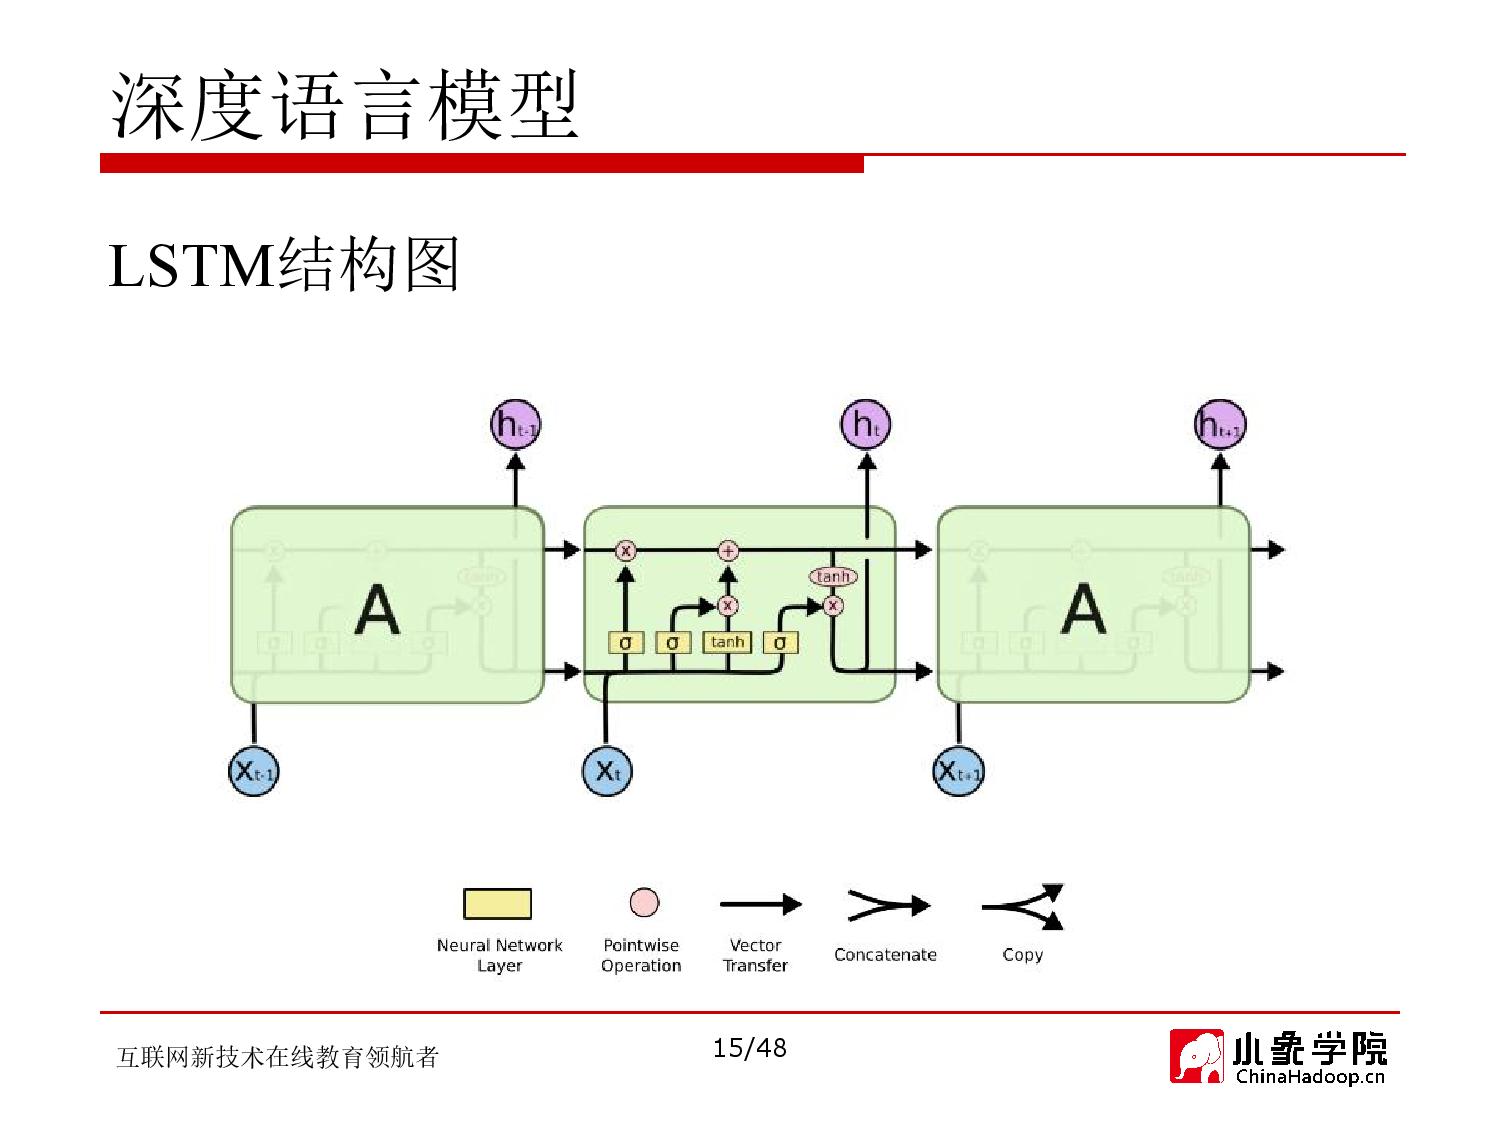 深度语言模型
LSTM结构图
h_{t-1} h_t h_{t+1}
tanh
A
x + tanh x x
A
σ σ tanh σ
X_{t-1} X_t X_{t+1}
Neural Network Layer
Pointwise Operation
Vector Transfer
Concatenate
Copy
互联网新技术在线教育领航者
15/48
小象学院
ChinaHadoop.cn